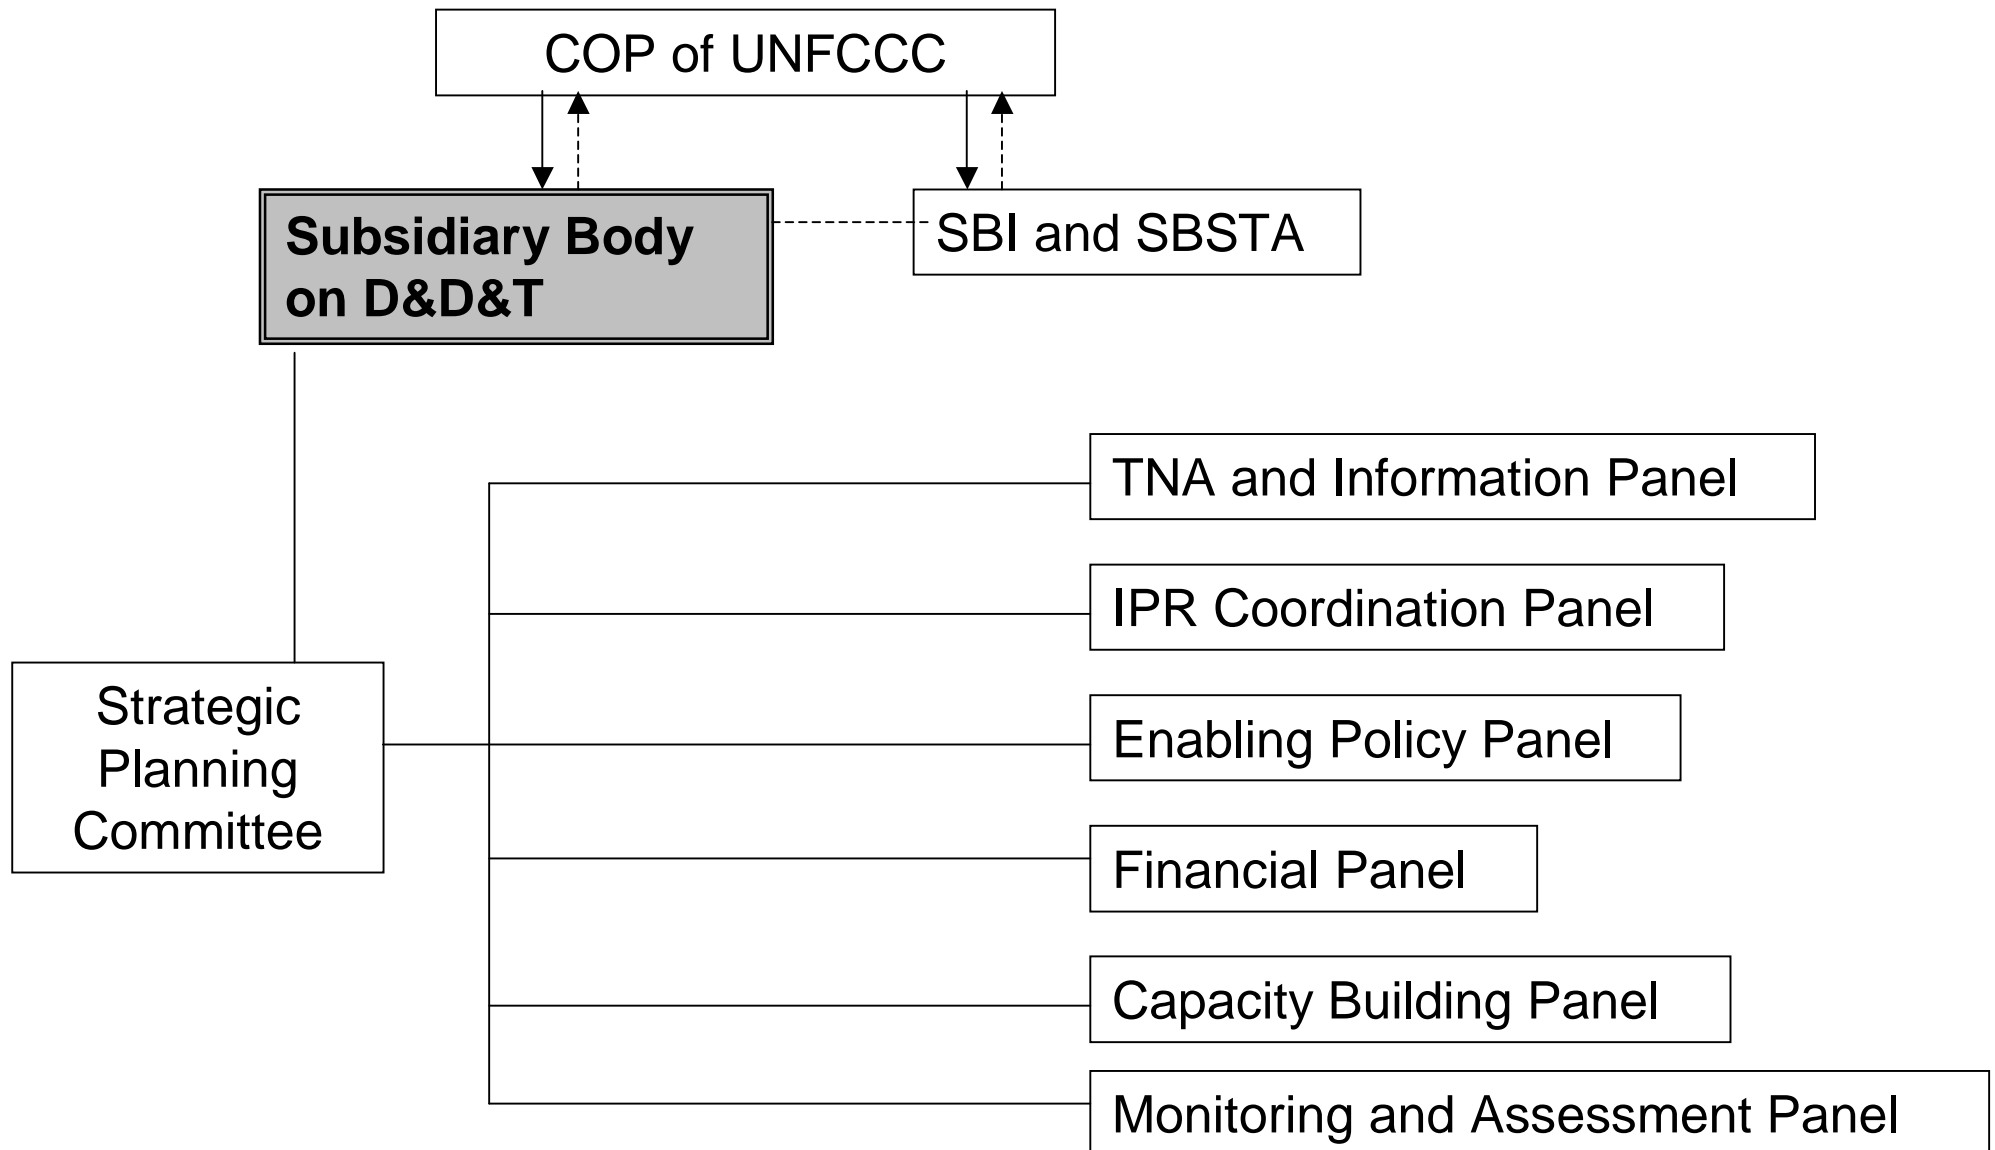 COP of UNFCCC
Subsidiary Body
on D&D&T
SBI and SBSTA
TNA and Information Panel
IPR Coordination Panel
Strategic
Planning
Committee
Enabling Policy Panel
Financial Panel
Capacity Building Panel
Monitoring and Assessment Panel